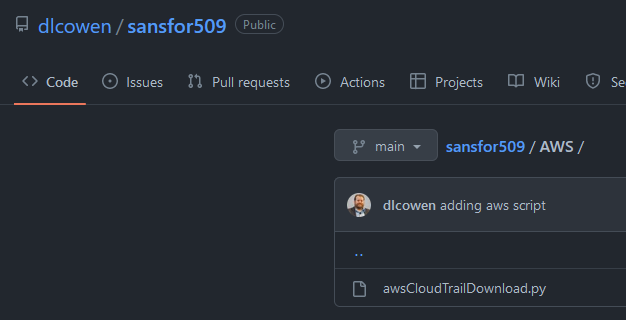 dlcowen / sansfor509 Public
Code Issues Pull requests Actions Projects Wiki Se
main sansfor509 / AWS /
dlcowen adding aws script
..
awsCloudTrailDownload.py